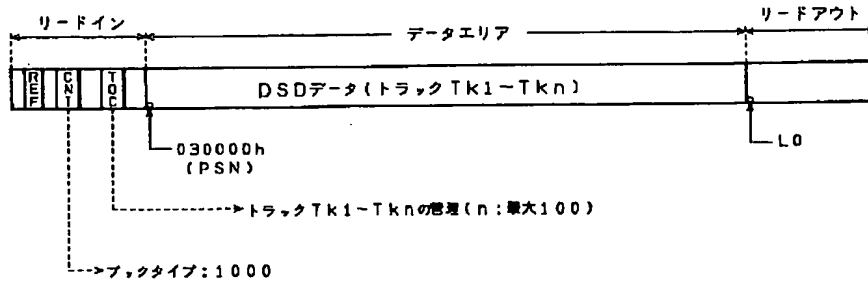 リードイン
データエリア
リードアウト
REF
CNT
TOC
DSDデータ(トラックTk1~Tkn)
030000h
(PSN)
LO
トラックTk1~Tknの管理(n:最大100)
ブックタイプ:1000